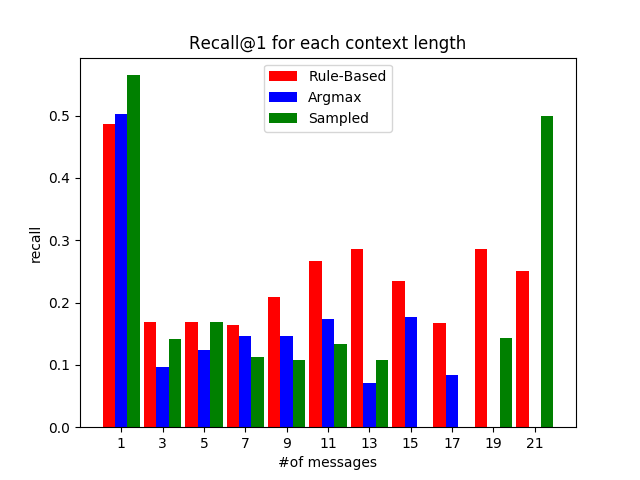 Recall@1 for each context length
Rule-Based
Argmax
Sampled
recall
0.5
0.4
0.3
0.2
0.1
0.0
1 3 5 7 9 11 13 15 17 19 21
#of messages